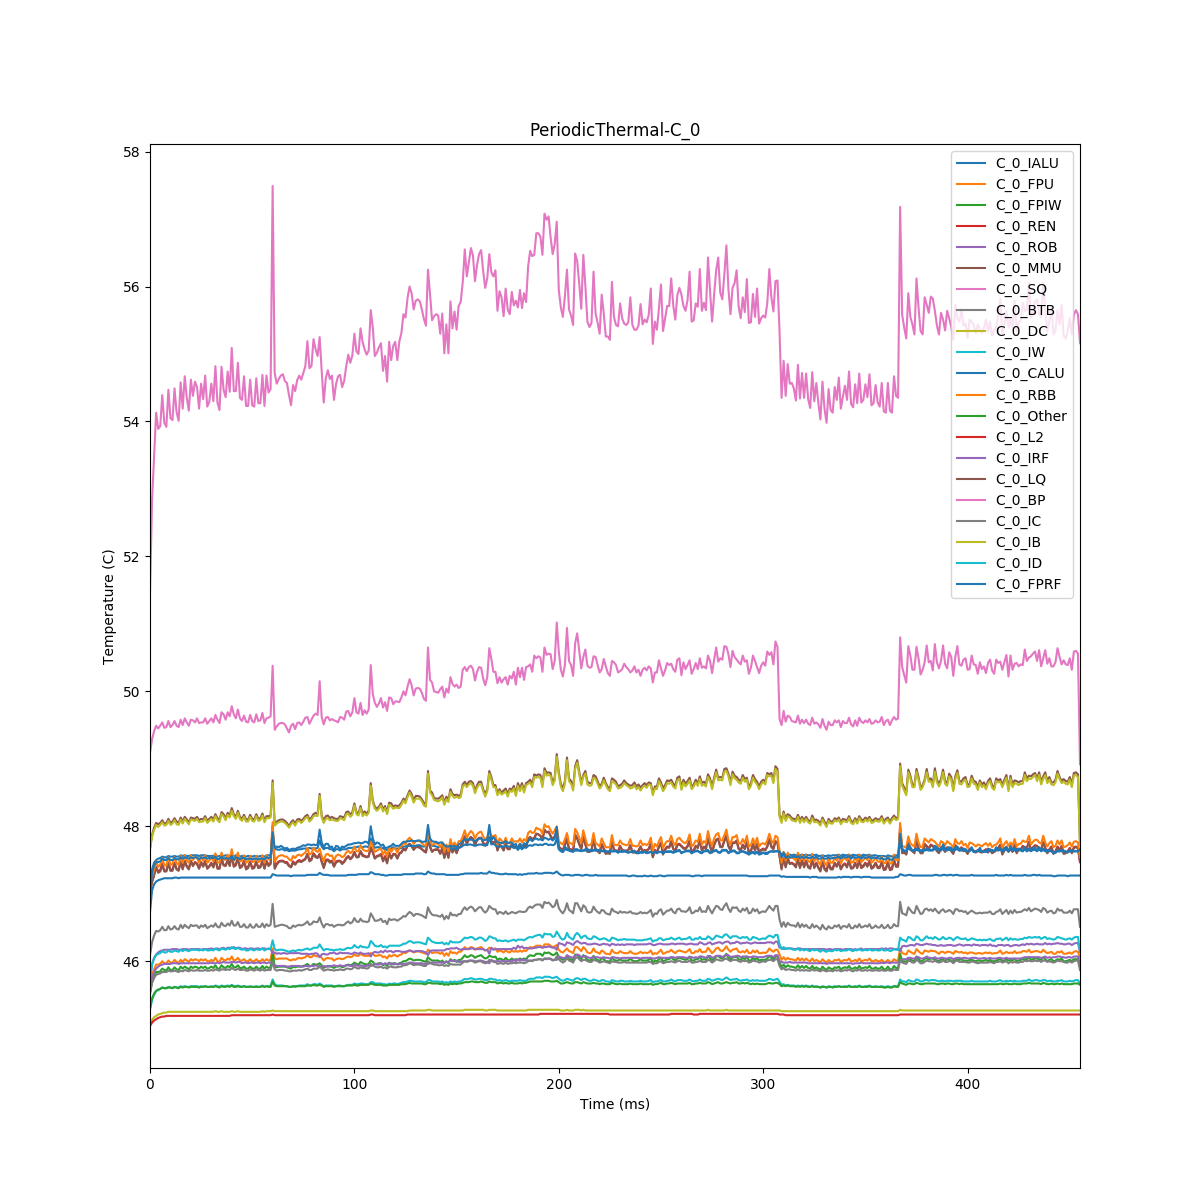 PeriodicThermal-C_0
58
56
54
52
50
48
46
Temperature (C)
0
100
200
300
400
Time (ms)
C_0_IALU
C_0_FPU
C_0_FPIW
C_0_REN
C_0_ROB
C_0_MMU
C_0_SQ
C_0_BTB
C_0_DC
C_0_IW
C_0_CALU
C_0_RBB
C_0_Other
C_0_L2
C_0_IRF
C_0_LQ
C_0_BP
C_0_IC
C_0_IB
C_0_ID
C_0_FPRF